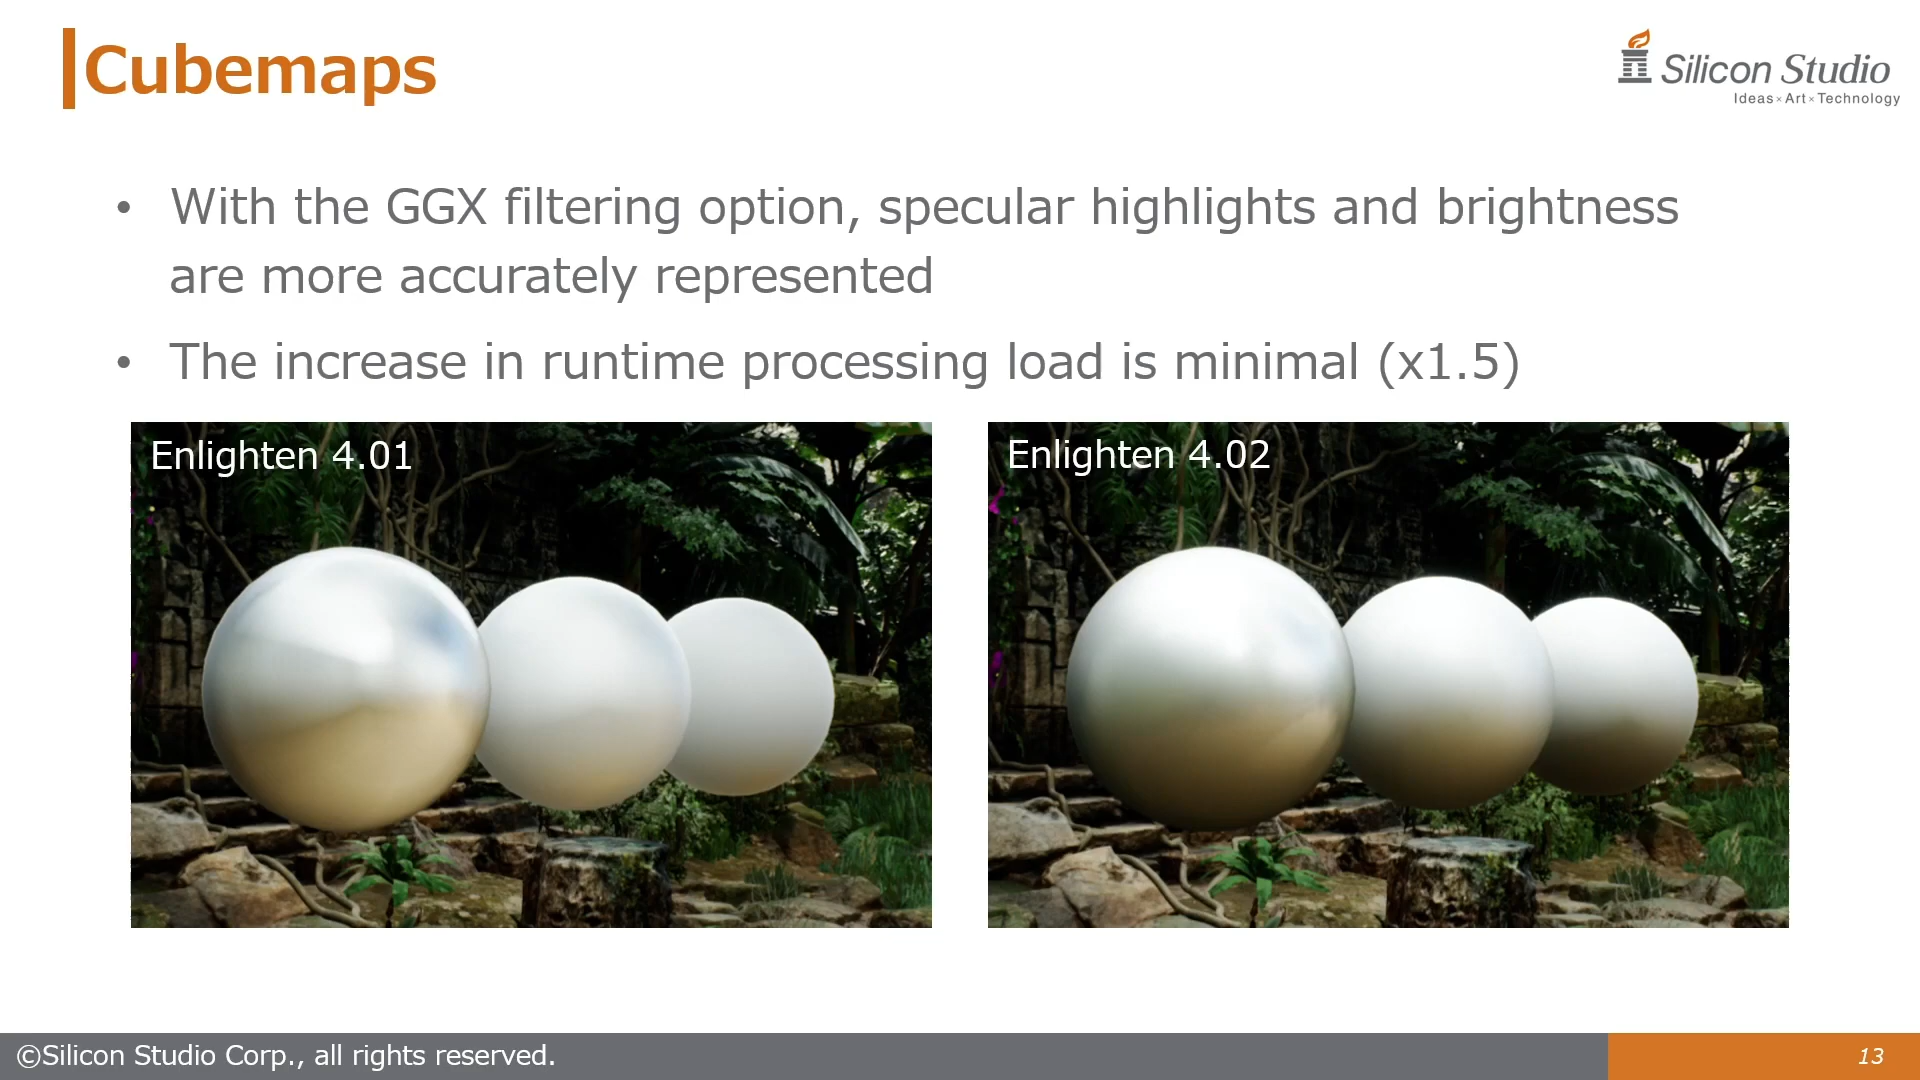 Cubemaps
Silicon Studio
Ideas×Art×Technology
• With the GGX filtering option, specular highlights and brightness
are more accurately represented
• The increase in runtime processing load is minimal (x1.5)
Enlighten 4.01
Enlighten 4.02
©Silicon Studio Corp., all rights reserved.
13